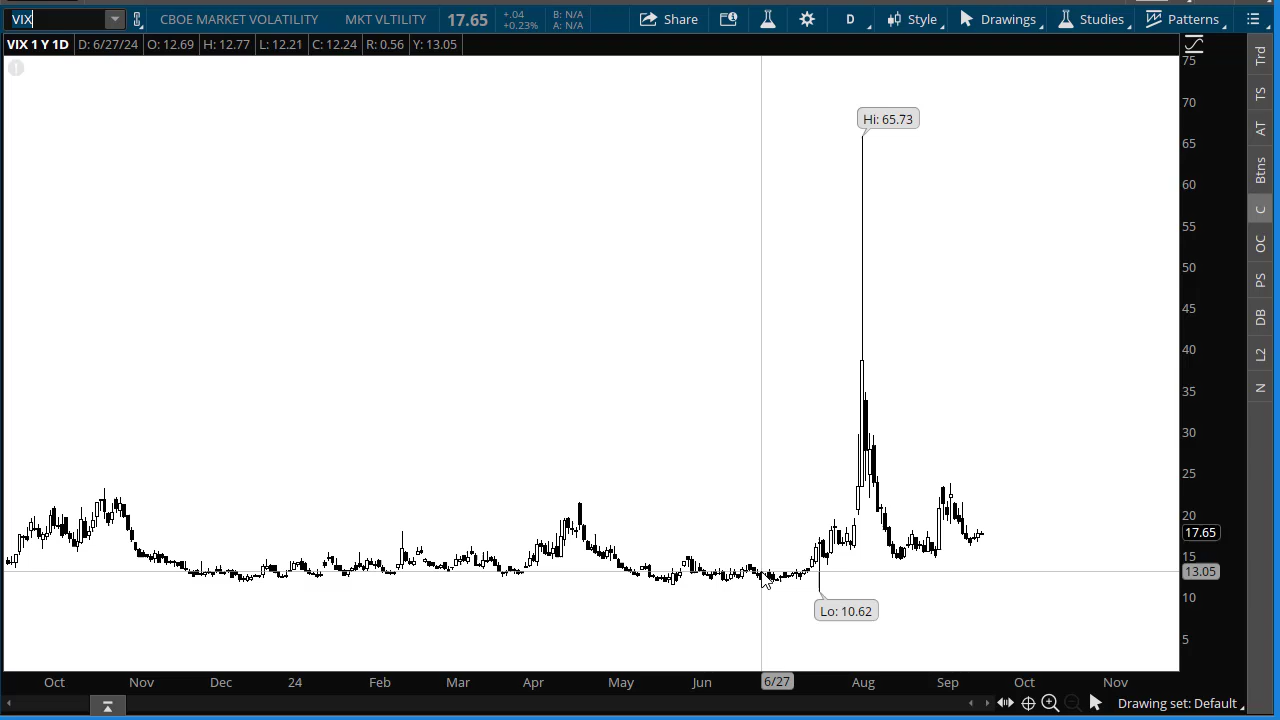 VIX CBOE MARKET VOLATILITY MKT VLTILITY 17.65 +.04 +0.23% B: N/A A: N/A Share D Style Drawings Studies Patterns
VIX 1 Y 1D D: 6/27/24 O: 12.69 H: 12.77 L: 12.21 C: 12.24 R: 0.56 Y: 13.05
75
70
65
60
55
50
45
40
35
30
25
20
17.65
15
13.05
10
5
Hi: 65.73
Lo: 10.62
Oct Nov Dec 24 Feb Mar Apr May Jun 6/27 Aug Sep Oct Nov
Drawing set: Default
Trd
TS
AT
Btns
C
OC
PS
DB
L2
N